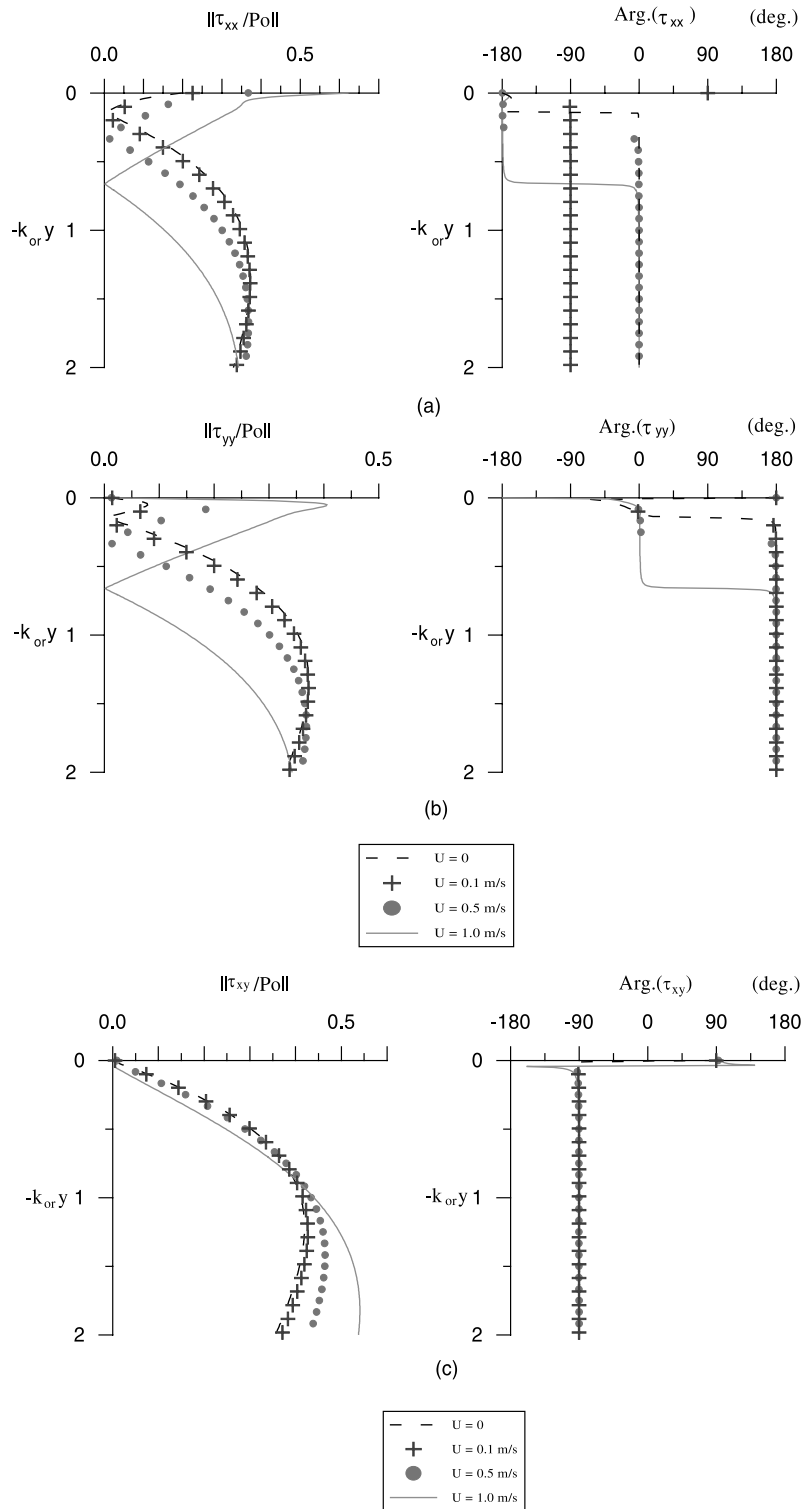 ||τxx/Po||
Arg.(τxx) (deg.)
0.0 0.5
-180 -90 0 90 180
0 0
-kor y 1 -kor y 1
2 2
(a)
||τyy/Po||
Arg.(τyy) (deg.)
0.0 0.5
-180 -90 0 90 180
0 0
-kor y 1 -kor y 1
2 2
(b)
U = 0
U = 0.1 m/s
U = 0.5 m/s
U = 1.0 m/s
||τxy/Po||
Arg.(τxy) (deg.)
0.0 0.5
-180 -90 0 90 180
0 0
-kor y 1 -kor y 1
2 2
(c)
U = 0
U = 0.1 m/s
U = 0.5 m/s
U = 1.0 m/s